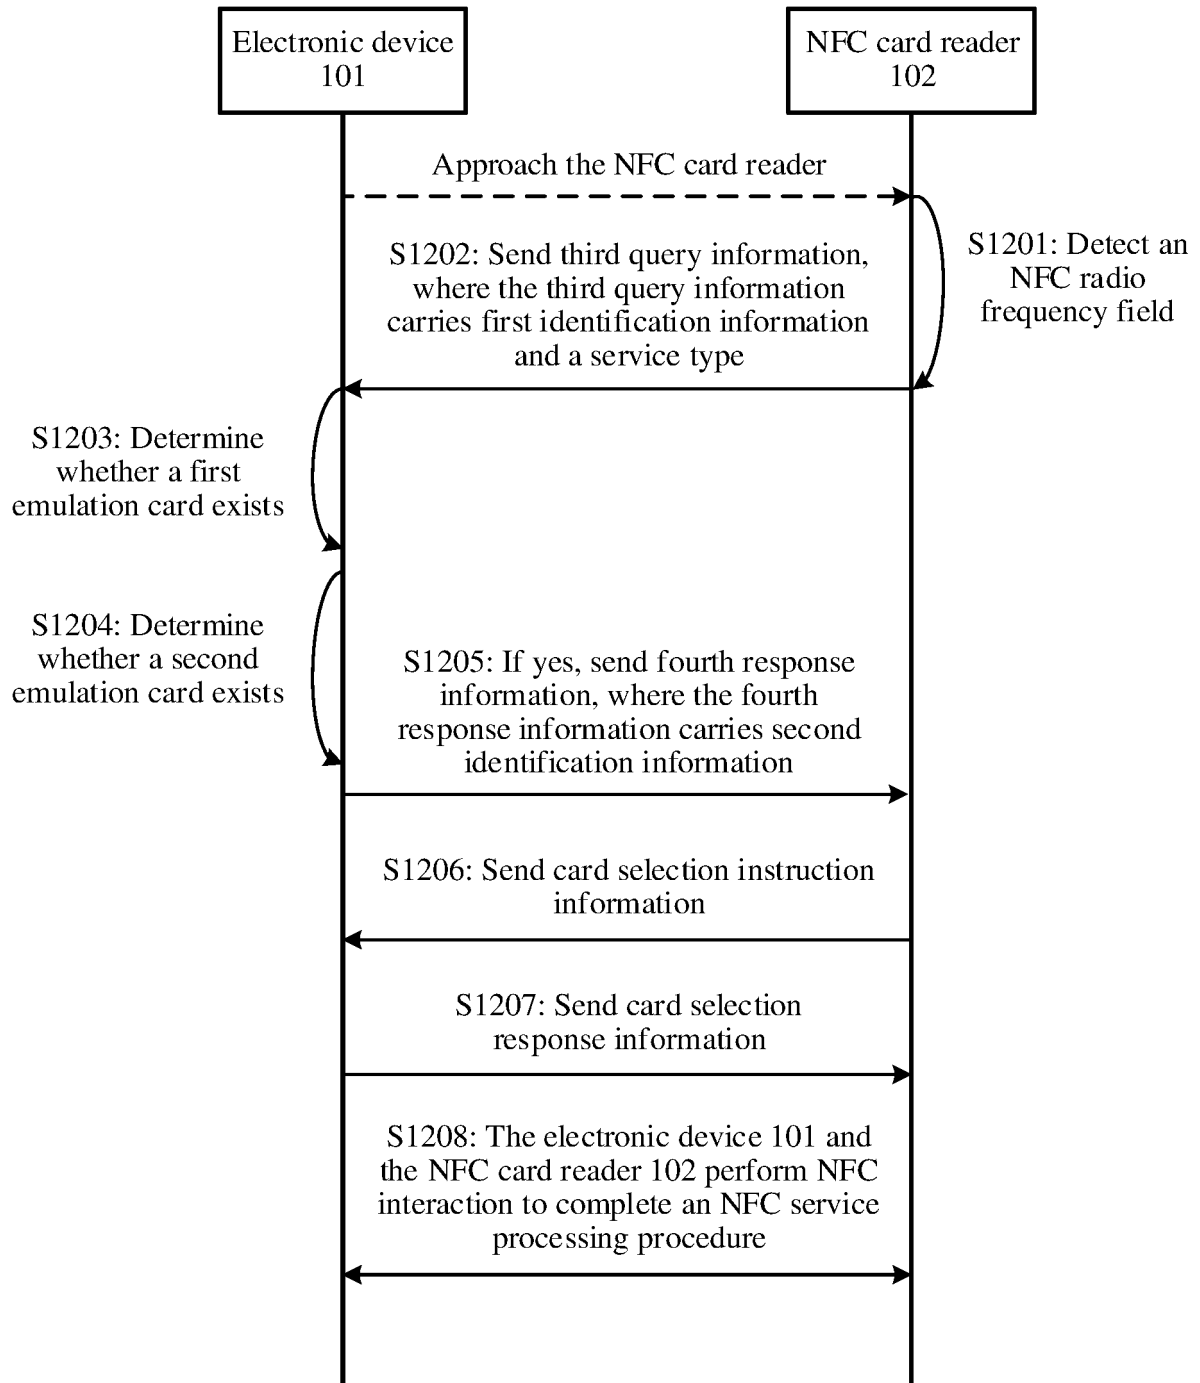 Electronic device
101
NFC card reader
102
Approach the NFC card reader
S1201: Detect an
NFC radio
frequency field
S1202: Send third query information,
where the third query information
carries first identification information
and a service type
S1203: Determine
whether a first
emulation card exists
S1204: Determine
whether a second
emulation card exists
S1205: If yes, send fourth response
information, where the fourth
response information carries second
identification information
S1206: Send card selection instruction
information
S1207: Send card selection
response information
S1208: The electronic device 101 and
the NFC card reader 102 perform NFC
interaction to complete an NFC service
processing procedure